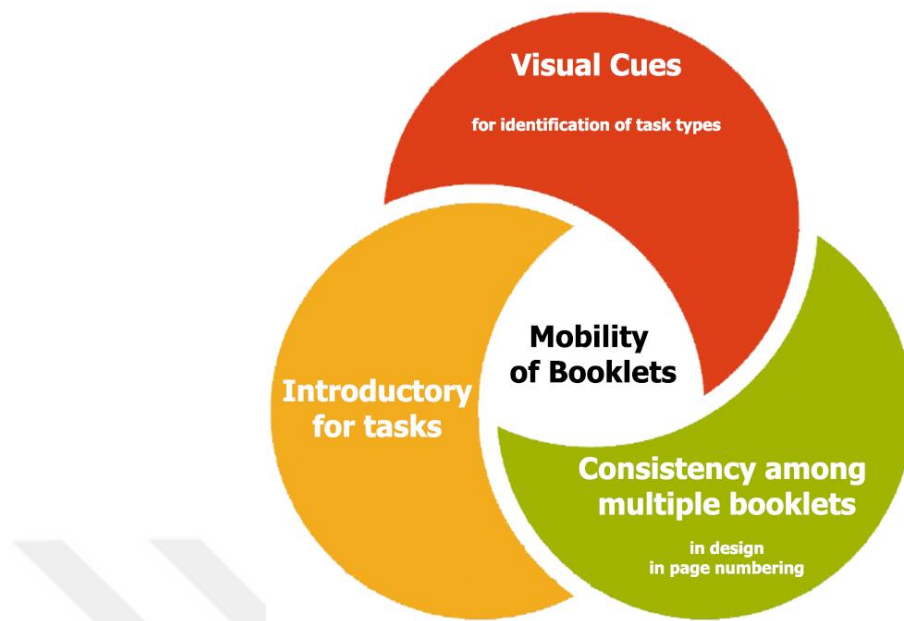 Visual Cues
for identification of task types
Mobility
of Booklets
Introductory
for tasks
Consistency among
multiple booklets
in design
in page numbering